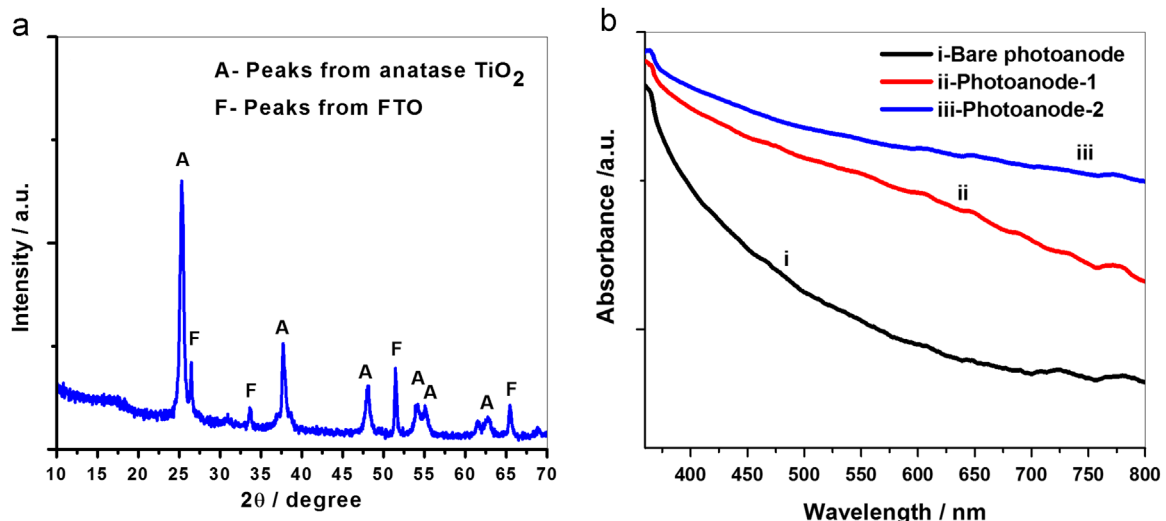 a
A- Peaks from anatase TiO2
F- Peaks from FTO
Intensity / a.u.
A
F
F
A
A
F
A
A
A
F
10 15 20 25 30 35 40 45 50 55 60 65 70
2θ / degree
b
i-Bare photoanode
ii-Photoanode-1
iii-Photoanode-2
Absorbance /a.u.
iii
ii
i
400 450 500 550 600 650 700 750 800
Wavelength / nm